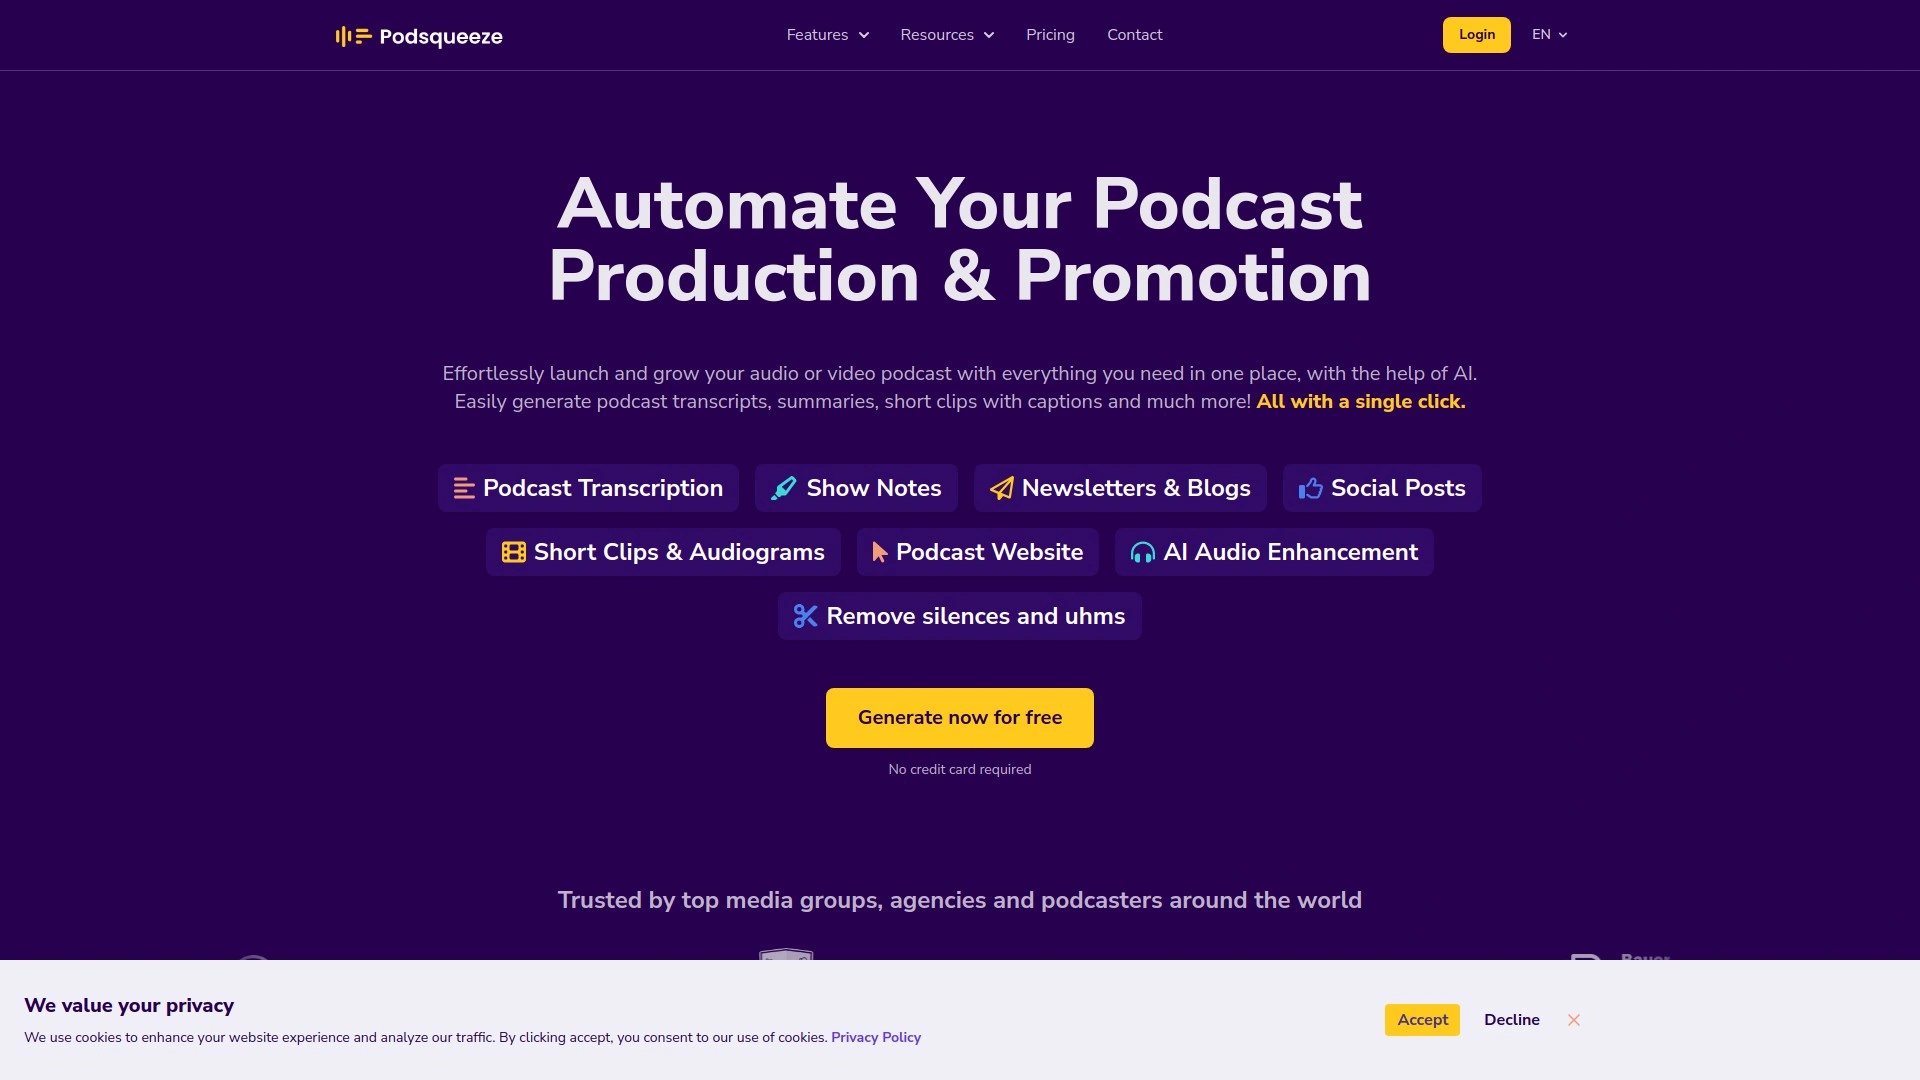 Podsqueeze
Features
Resources
Pricing
Contact
Login
EN
Automate Your Podcast
Production & Promotion
Effortlessly launch and grow your audio or video podcast with everything you need in one place, with the help of AI.
Easily generate podcast transcripts, summaries, short clips with captions and much more! All with a single click.
Podcast Transcription
Show Notes
Newsletters & Blogs
Social Posts
Short Clips & Audiograms
Podcast Website
AI Audio Enhancement
Remove silences and uhms
Generate now for free
No credit card required
Trusted by top media groups, agencies and podcasters around the world
Bauer
We value your privacy
We use cookies to enhance your website experience and analyze our traffic. By clicking accept, you consent to our use of cookies. Privacy Policy
Accept
Decline